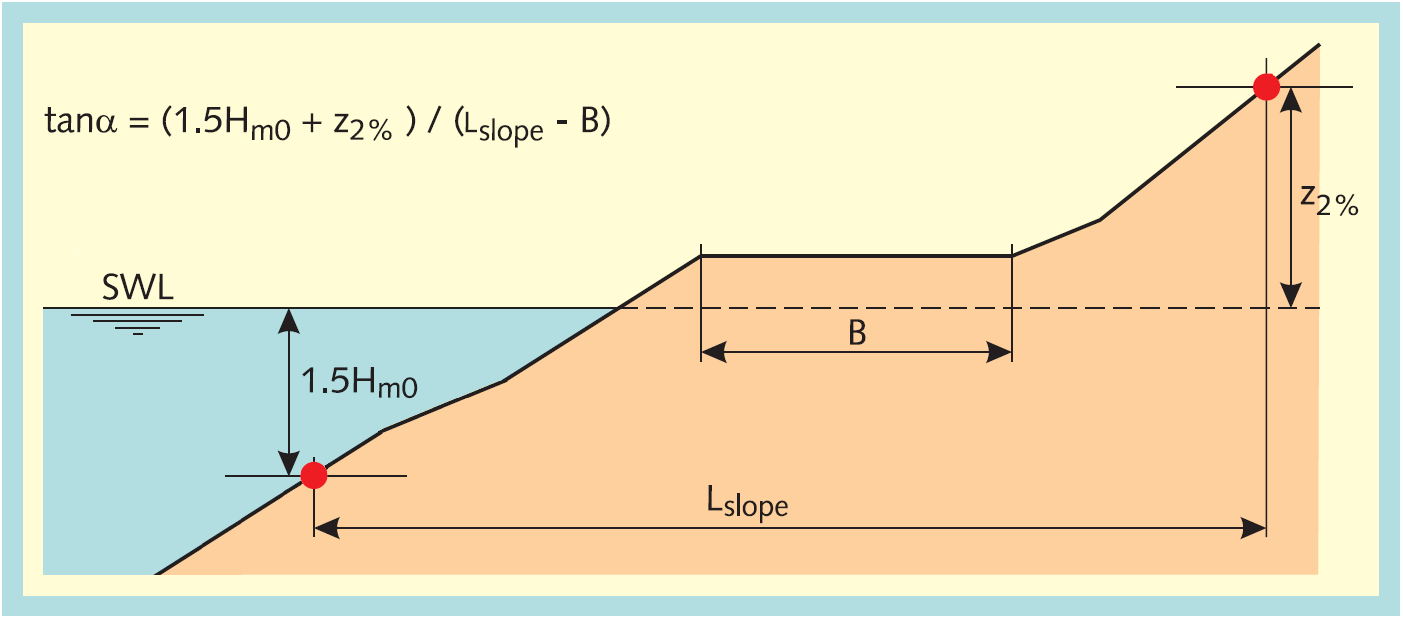 tanα = (1.5Hm0 + z2% ) / (Lslope - B)
z2%
SWL
B
1.5Hm0
Lslope